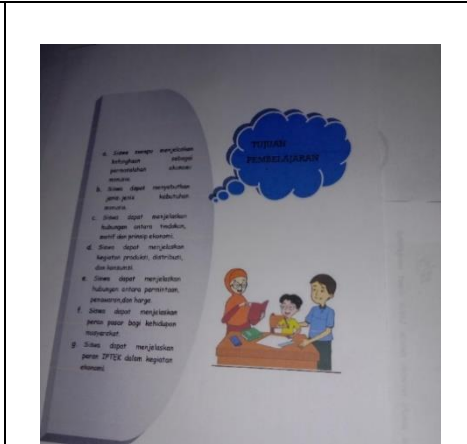 TUJUAN
PEMBELAJARAN
a. Siswa mampu menjelaskan
kelangkaan sebagai
permasalahan ekonomi
manusia.
b. Siswa dapat menyebutkan
jenis-jenis kebutuhan
manusia.
c. Siswa dapat menjelaskan
hubungan antara tindakan,
motif dan prinsip ekonomi.
d. Siswa dapat menjelaskan
kegiatan produksi, distribusi,
dan konsumsi.
e. Siswa dapat menjelaskan
hubungan antara permintaan,
penawaran,dan harga.
f. Siswa dapat menjelaskan
peran pasar bagi kehidupan
masyarakat.
g. Siswa dapat menjelaskan
peran IPTEK dalam kegiatan
ekonomi.